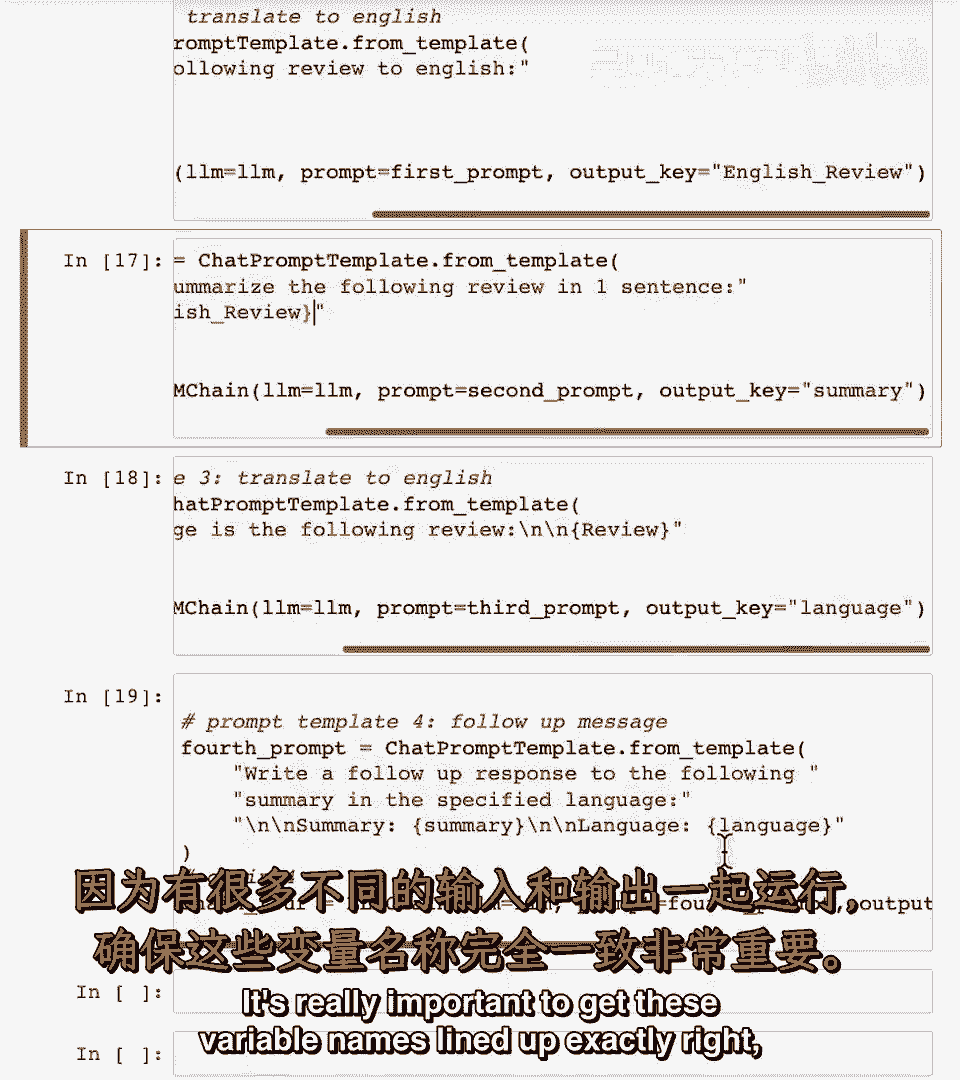 translate to english
romptTemplate.from_template(
ollowing review to english:"
(llm=llm, prompt=first_prompt, output_key="English_Review")
In [17]: = ChatPromptTemplate.from_template(
ummarize the following review in 1 sentence:"
ish_Review}"
MChain(llm=llm, prompt=second_prompt, output_key="summary")
In [18]: e 3: translate to english
hatPromptTemplate.from_template(
ge is the following review:\n\n{Review}"
MChain(llm=llm, prompt=third_prompt, output_key="language")
In [19]:
# prompt template 4: follow up message
fourth_prompt = ChatPromptTemplate.from_template(
"Write a follow up response to the following "
"summary in the specified language:"
"\n\nSummary: {summary}\n\nLanguage: {language}"
)
output
因为有很多不同的输入和输出一起运行,
确保这些变量名称完全一致非常重要。
In [ ]:
It's really important to get these
variable names lined up exactly right,
In [ ]: